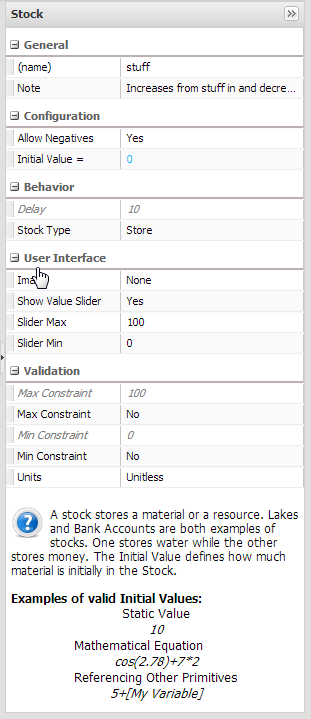 Stock
General
(name) stuff
Note Increases from stuff in and decre...
Configuration
Allow Negatives Yes
Initial Value = 0
Behavior
Delay 10
Stock Type Store
User Interface
None
Show Value Slider Yes
Slider Max 100
Slider Min 0
Validation
Max Constraint 100
Max Constraint No
Min Constraint 0
Min Constraint No
Units Unitless
A stock stores a material or a resource. Lakes
and Bank Accounts are both examples of
stocks. One stores water while the other
stores money. The Initial Value defines how much
material is initially in the Stock.
Examples of valid Initial Values:
Static Value
10
Mathematical Equation
cos(2.78)+7*2
Referencing Other Primitives
5+[My Variable]